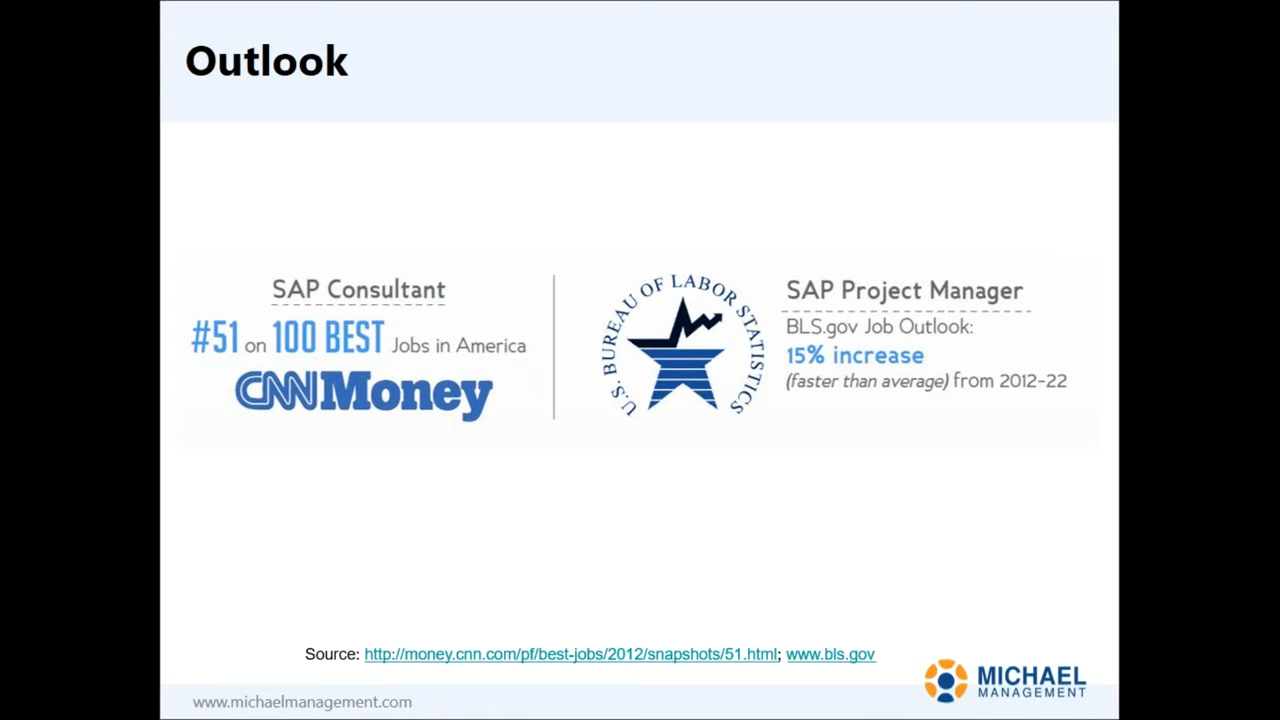 Outlook
SAP Consultant
#51 on 100 BEST Jobs in America
CNNMoney
U.S. BUREAU OF LABOR STATISTICS
SAP Project Manager
BLS.gov Job Outlook:
15% increase
(faster than average) from 2012-22
Source: http://money.cnn.com/pf/best-jobs/2012/snapshots/51.html; www.bls.gov
MICHAEL
MANAGEMENT
www.michaelmanagement.com